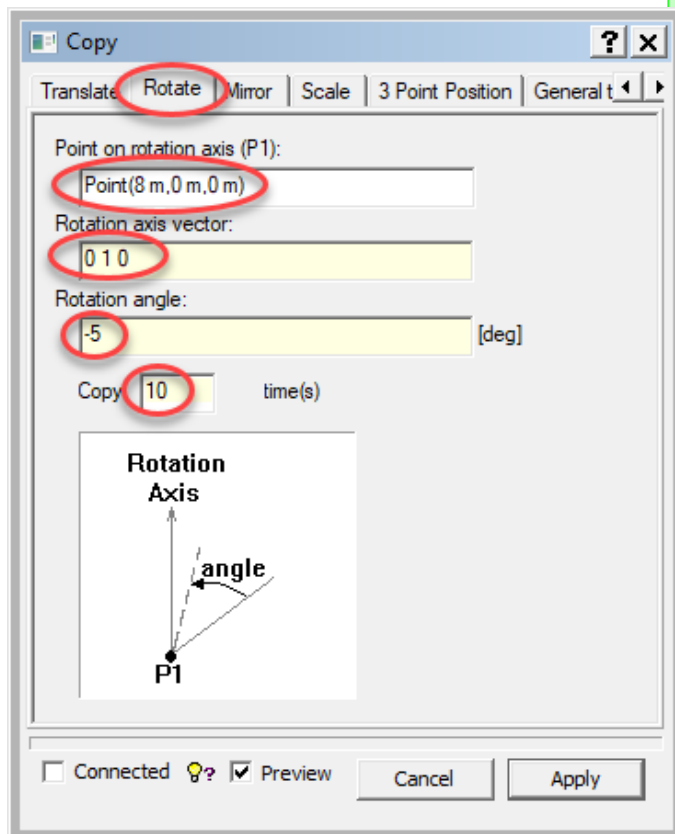 Copy
? x
Translate Rotate Mirror Scale 3 Point Position General t
Point on rotation axis (P1):
Point(8 m,0 m,0 m)
Rotation axis vector:
0 1 0
Rotation angle:
-5 [deg]
Copy 10 time(s)
Rotation
Axis
angle
P1
Connected ? Preview Cancel Apply